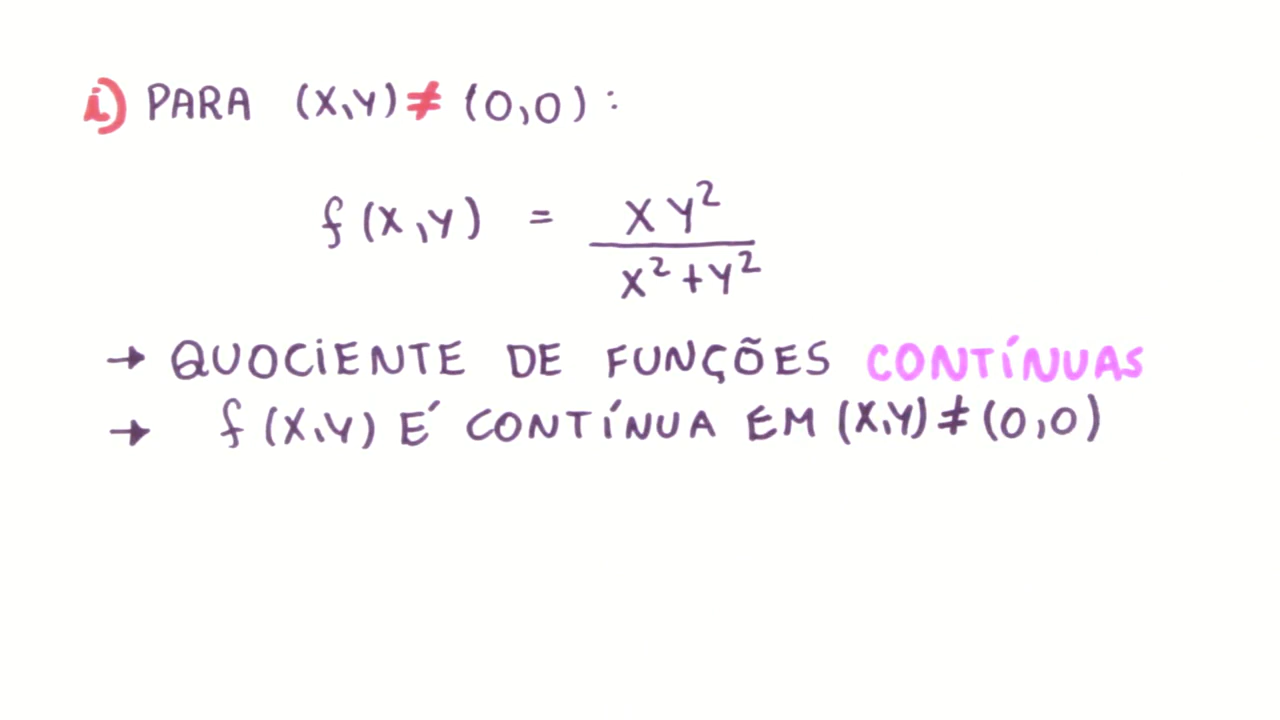 i) PARA (X,Y) ≠ (0,0) :
f(X,Y) = XY²
X²+Y²
→ QUOCIENTE DE FUNÇÕES CONTÍNUAS
→ f(X,Y) É CONTÍNUA EM (X,Y) ≠ (0,0)